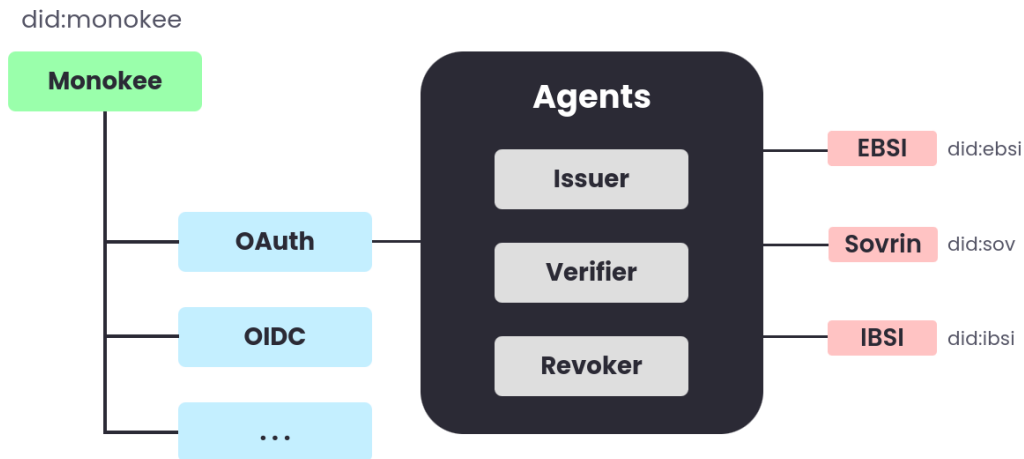 did:monokee
Monokee
Agents
EBSI
did:ebsi
Issuer
OAuth
Sovrin
did:sov
Verifier
OIDC
IBSI
did:ibsi
Revoker
...